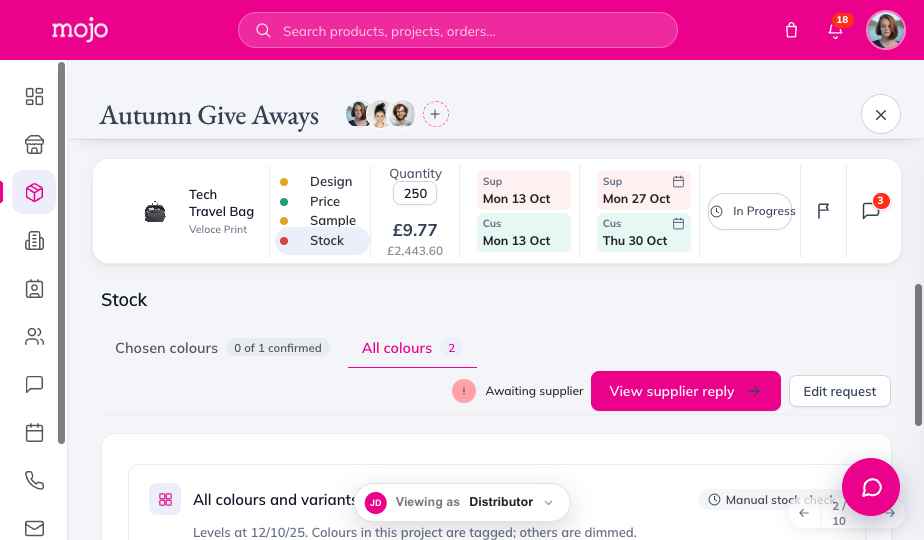 mojo
Search products, projects, orders...
18
Autumn Give Aways
Tech
Travel Bag
Veloce Print
Design
Price
Sample
Stock
Quantity
250
£9.77
£2,443.60
Sup
Mon 13 Oct
Cus
Mon 13 Oct
Sup
Mon 27 Oct
Cus
Thu 30 Oct
In Progress
3
Stock
Chosen colours 0 of 1 confirmed
All colours 2
Awaiting supplier
View supplier reply
Edit request
All colours and variants
Manual stock check
Levels at 12/10/25. Colours in this project are tagged; others are dimmed.
JD Viewing as Distributor
2 /
10